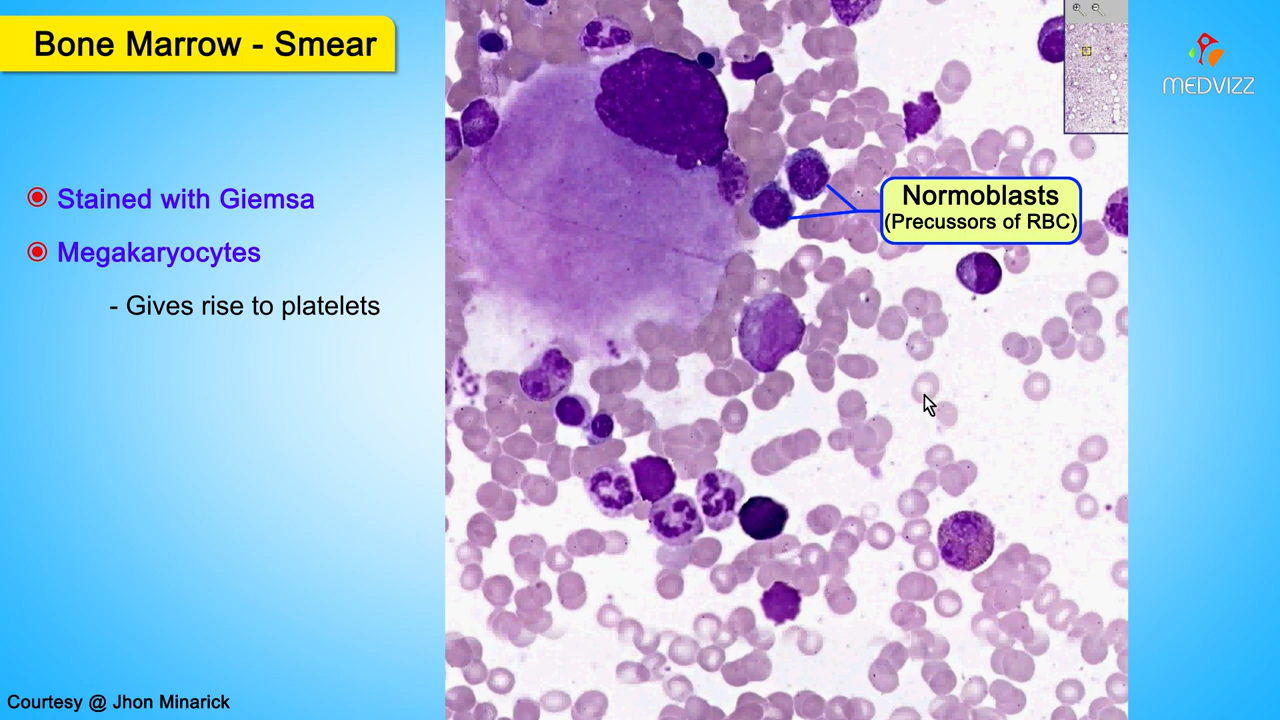 Bone Marrow - Smear
MEDVIZZ
Stained with Giemsa
Normoblasts
(Precussors of RBC)
Megakaryocytes
- Gives rise to platelets
Courtesy @ Jhon Minarick